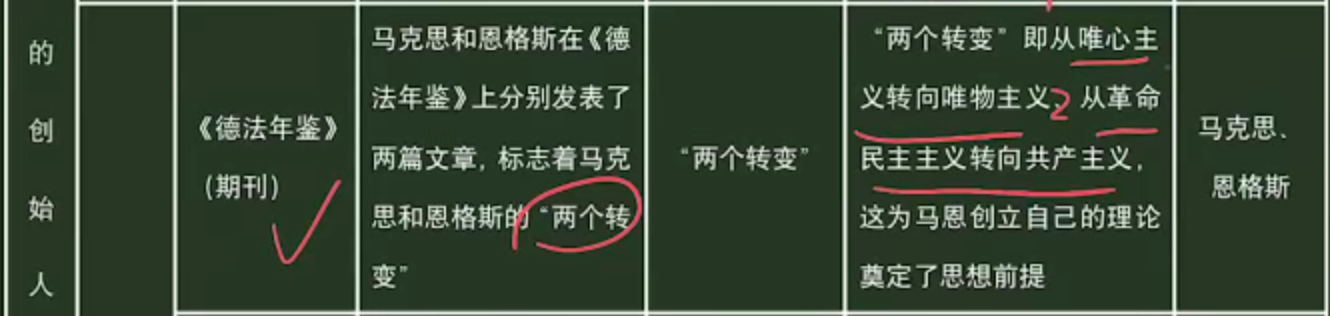 的
创
始
人
《德法年鉴》
（期刊）
马克思和恩格斯在《德
法年鉴》上分别发表了
两篇文章，标志着马克
思和恩格斯的“两个转
变”
“两个转变”
“两个转变”即从唯心主
义转向唯物主义、从革命
民主主义转向共产主义，
这为马恩创立自己的理论
奠定了思想前提
2
马克思、
恩格斯